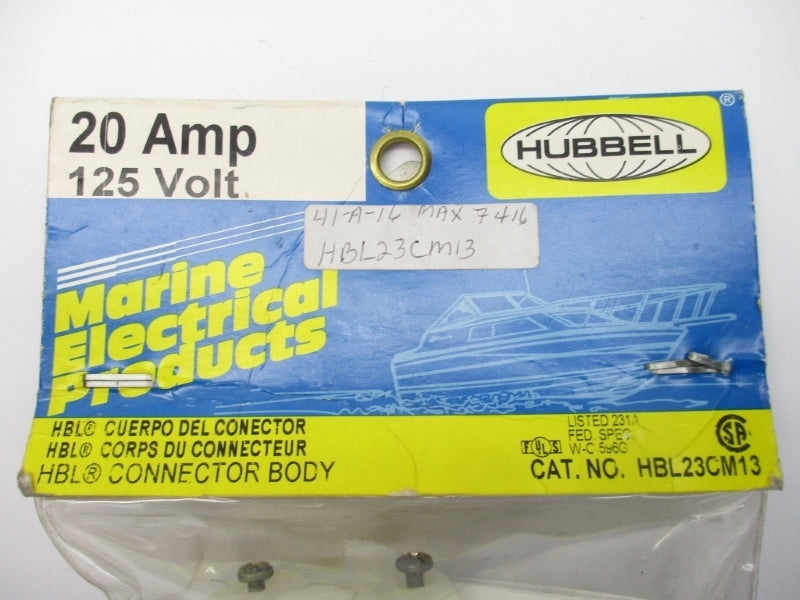 20 Amp
125 Volt
HUBBELL
®
41-A-16 MAX 7416
HBL23CM13
Marine
Electrical
Products
HBL® CUERPO DEL CONECTOR
HBL® CORPS DU CONNECTEUR
HBL® CONNECTOR BODY
LISTED 231A
FED. SPEC
W-C 596G
CAT. NO. HBL23CM13